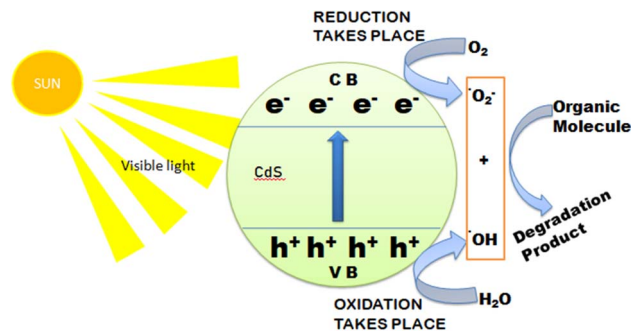 REDUCTION
TAKES PLACE
O₂
SUN
C B
e⁻ e⁻ e⁻ e⁻
˙O₂˙⁻
Organic
Molecule
Visible light
CdS
+
Degradation
Product
h⁺ h⁺ h⁺ h⁺
˙OH
V B
OXIDATION
TAKES PLACE
H₂O